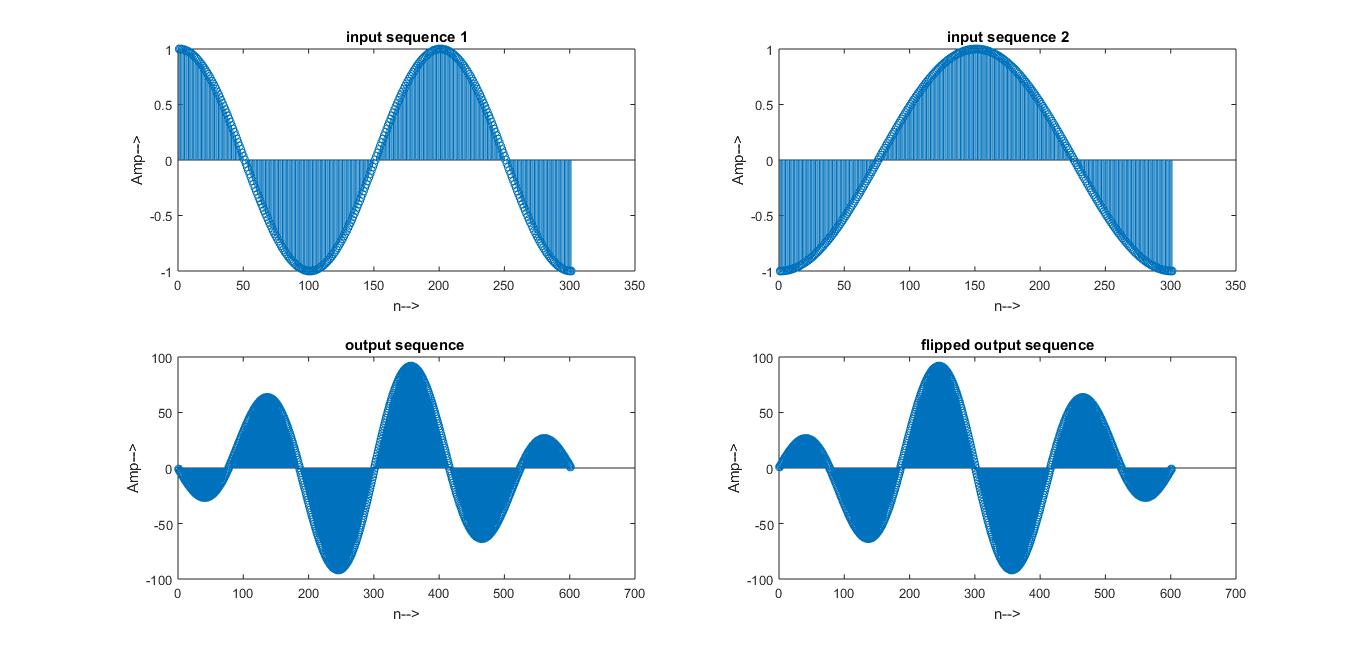 input sequence 1
1
0.5
0
-0.5
-1
Amp-->
0 50 100 150 200 250 300 350
n-->
input sequence 2
1
0.5
0
-0.5
-1
Amp-->
0 50 100 150 200 250 300 350
n-->
output sequence
100
50
0
-50
-100
Amp-->
0 100 200 300 400 500 600 700
n-->
flipped output sequence
100
50
0
-50
-100
Amp-->
0 100 200 300 400 500 600 700
n-->